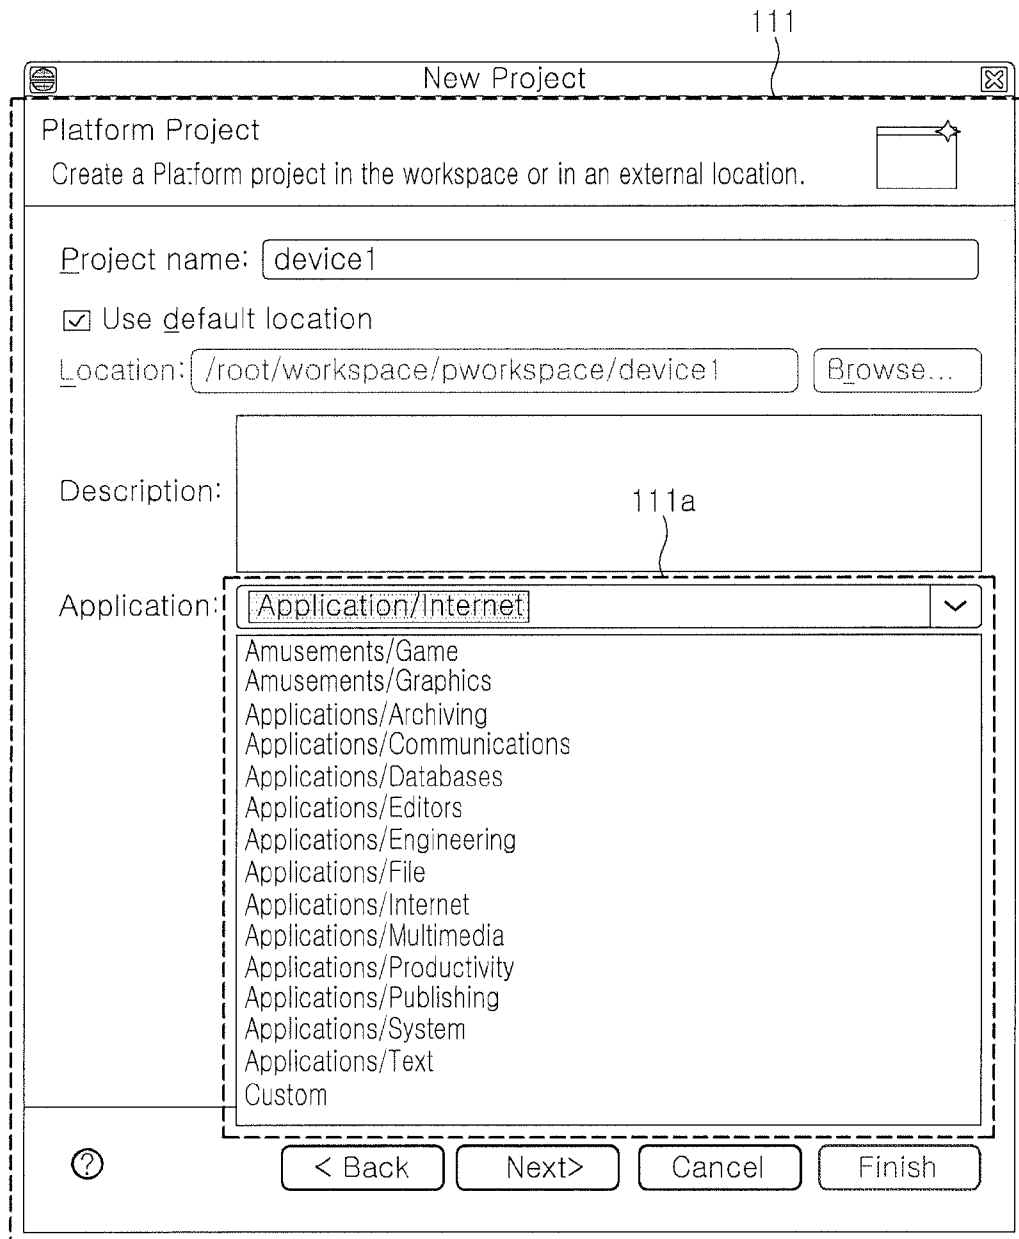 111
New Project
Platform Project
Create a Platform project in the workspace or in an external location.
Project name: device1
Use default location
Location: /root/workspace/pworkspace/device1 Browse...
Description:
111a
Application: Application/Internet
Amusements/Game
Amusements/Graphics
Applications/Archiving
Applications/Communications
Applications/Databases
Applications/Editors
Applications/Engineering
Applications/File
Applications/Internet
Applications/Multimedia
Applications/Productivity
Applications/Publishing
Applications/System
Applications/Text
Custom
? < Back Next> Cancel Finish